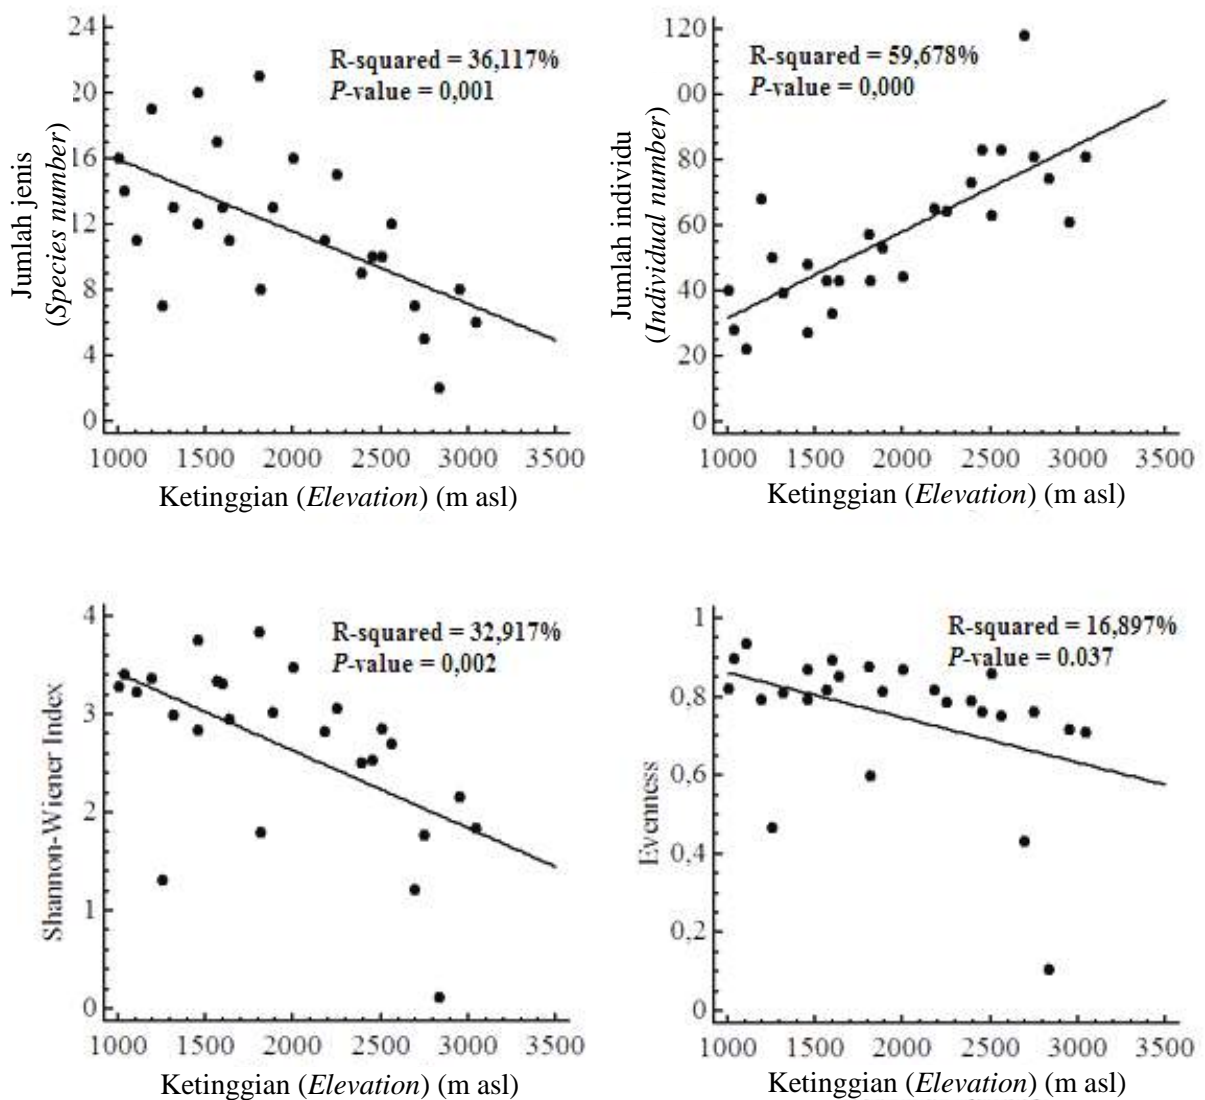 24
20
16
12
8
4
0
Jumlah jenis
(Species number)
R-squared = 36,117%
P-value = 0,001
1000 1500 2000 2500 3000 3500
Ketinggian (Elevation) (m asl)
120
00
80
60
40
20
0
Jumlah individu
(Individual number)
R-squared = 59,678%
P-value = 0,000
1000 1500 2000 2500 3000 3500
Ketinggian (Elevation) (m asl)
4
3
2
1
0
Shannon-Wiener Index
R-squared = 32,917%
P-value = 0,002
1000 1500 2000 2500 3000 3500
Ketinggian (Elevation) (m asl)
1
0,8
0,6
0,4
0,2
0
Evenness
R-squared = 16,897%
P-value = 0.037
1000 1500 2000 2500 3000 3500
Ketinggian (Elevation) (m asl)